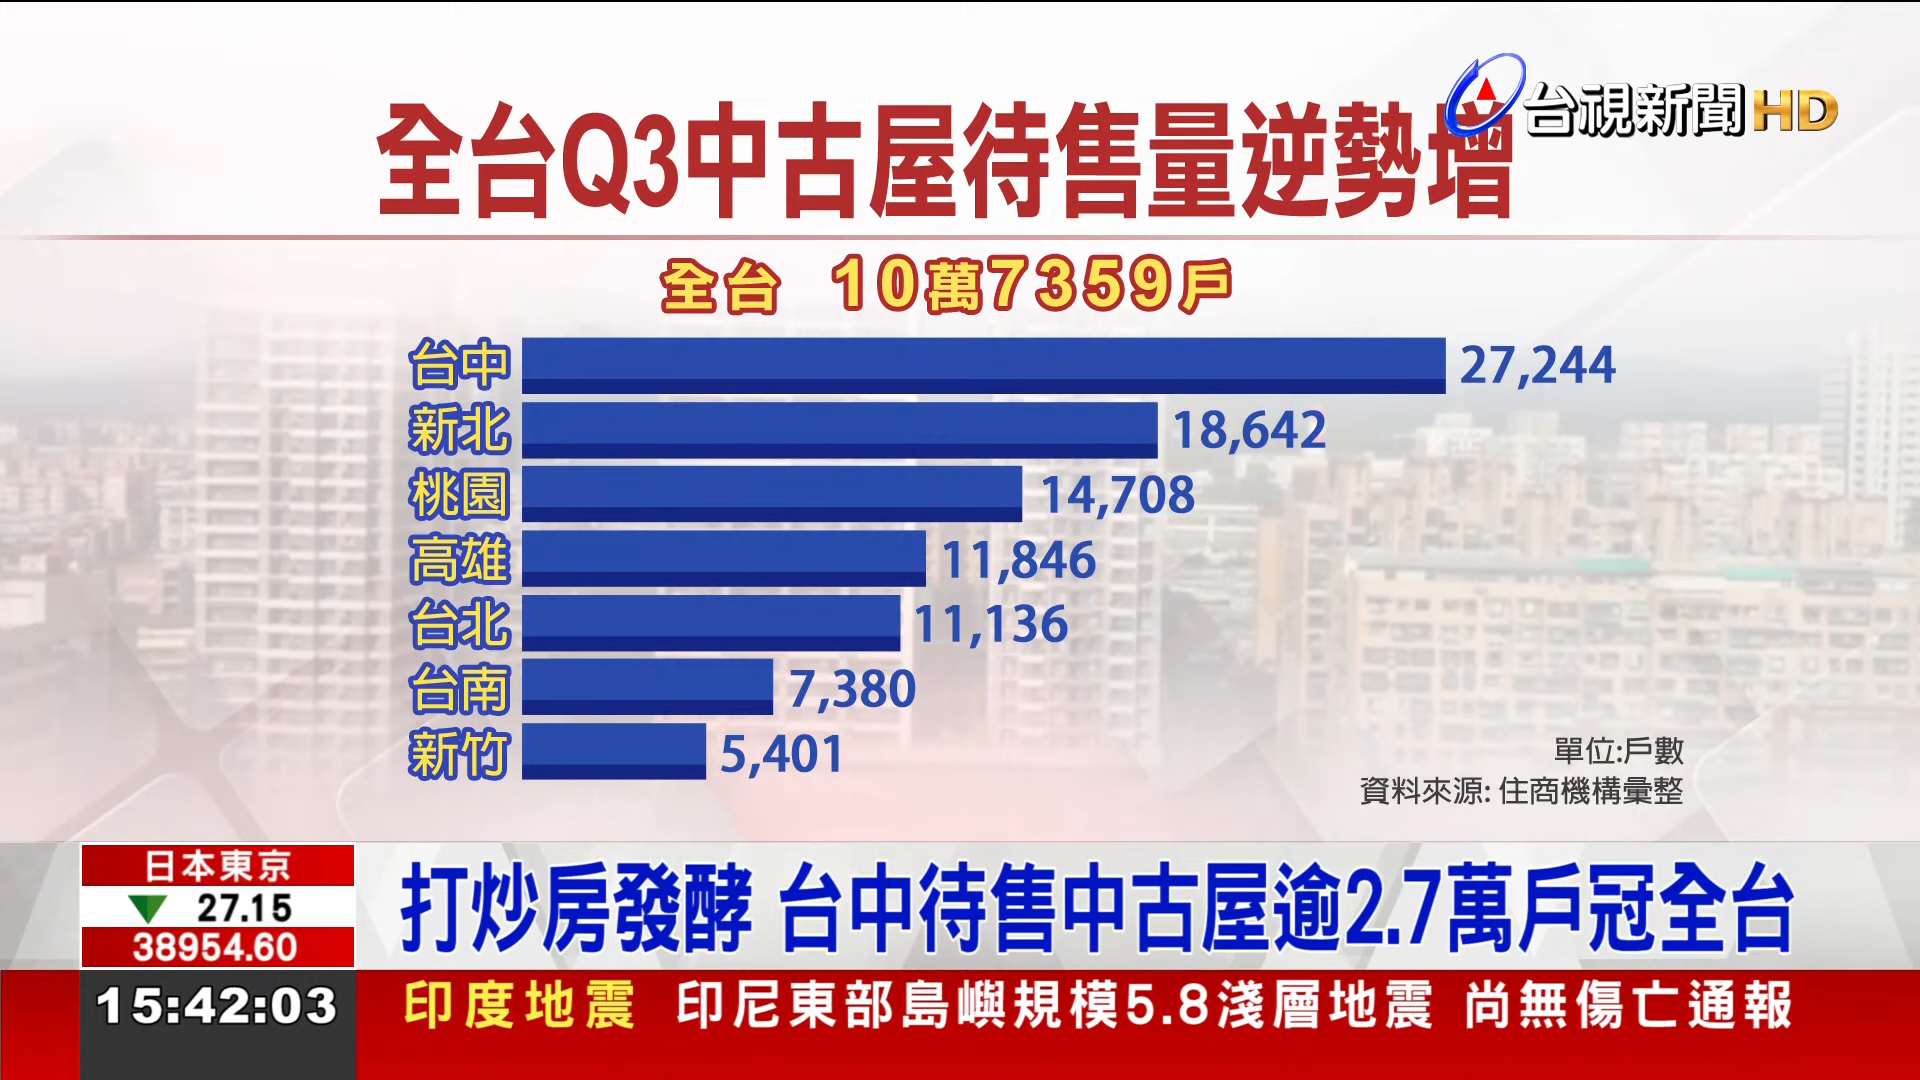 台視新聞HD
全台Q3中古屋待售量逆勢增
全台 10萬7359戶
台中 27,244
新北 18,642
桃園 14,708
高雄 11,846
台北 11,136
台南 7,380
新竹 5,401
單位:戶數
資料來源:住商機構彙整
日本東京
▼ 27.15
38954.60
打炒房發酵 台中待售中古屋逾2.7萬戶冠全台
15:42:03
印度地震 印尼東部島嶼規模5.8淺層地震 尚無傷亡通報